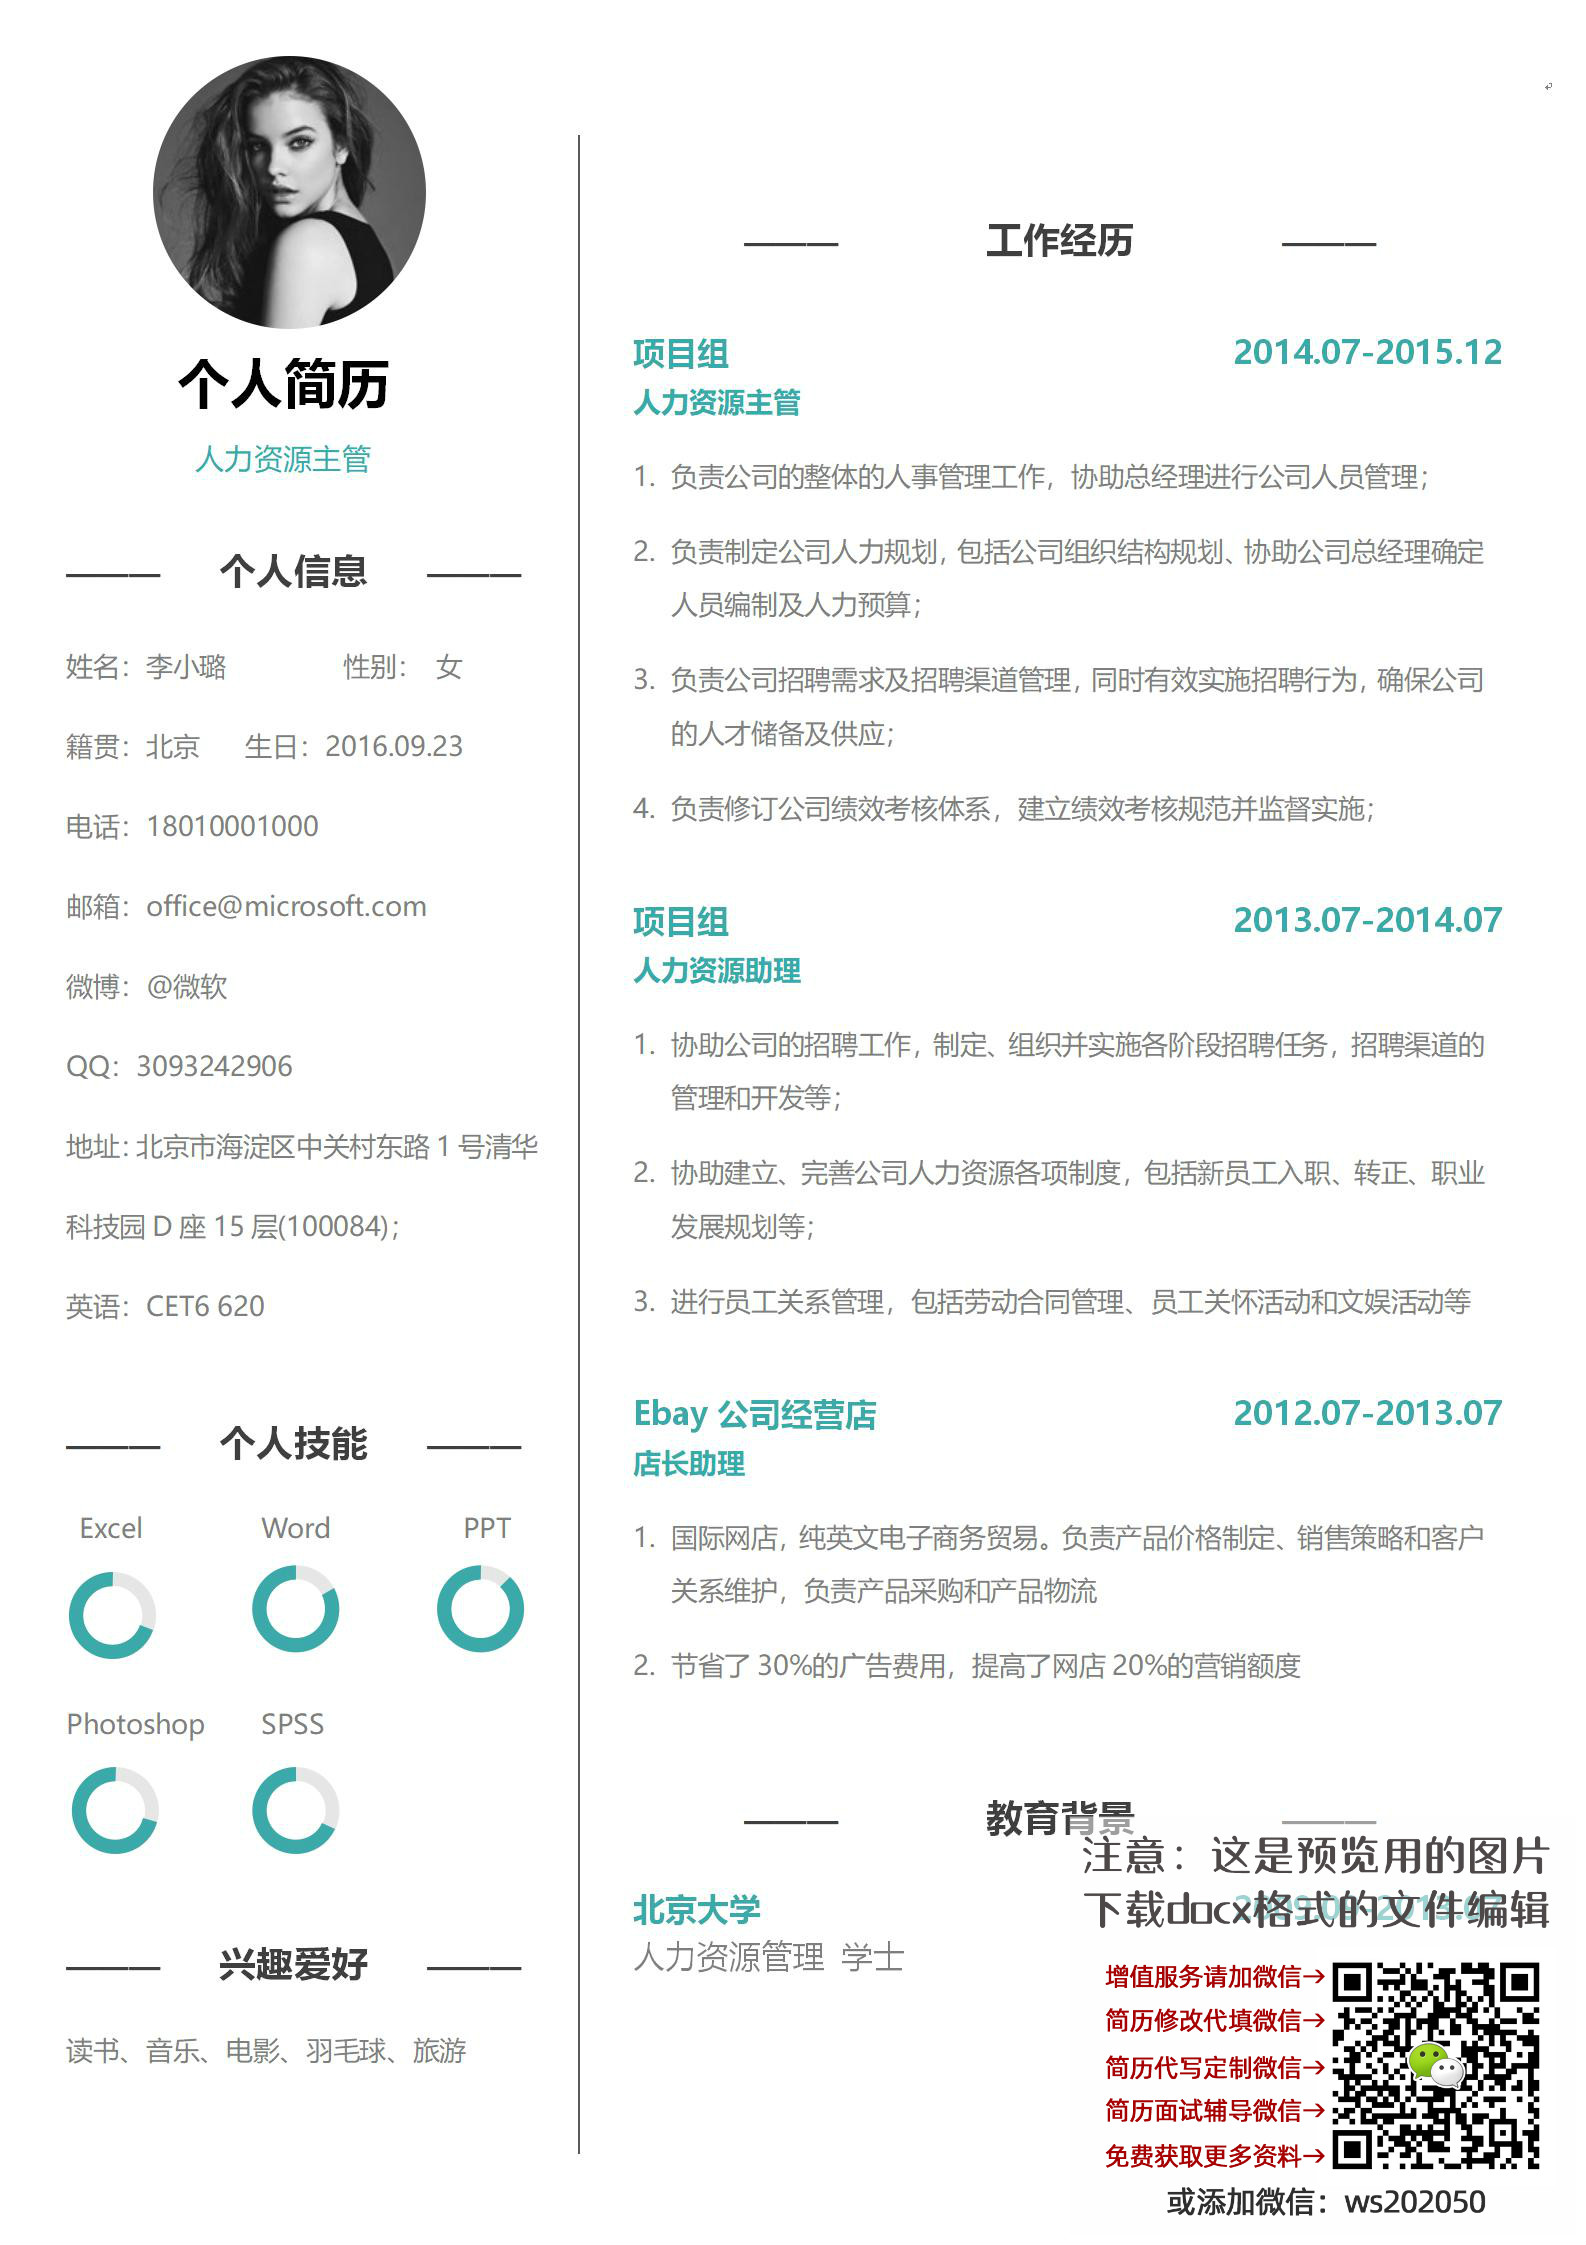 个人简历
人力资源主管
个人信息
姓名：李小璐 性别： 女
籍贯：北京 生日：2016.09.23
电话：18010001000
邮箱：office@microsoft.com
微博：@微软
QQ：3093242906
地址：北京市海淀区中关村东路 1 号清华
科技园 D 座 15 层(100084)；
英语：CET6 620
个人技能
Excel Word PPT
Photoshop SPSS
兴趣爱好
读书、音乐、电影、羽毛球、旅游
工作经历
项目组 2014.07-2015.12
人力资源主管
1. 负责公司的整体的人事管理工作，协助总经理进行公司人员管理；
2. 负责制定公司人力规划，包括公司组织结构规划、协助公司总经理确定
人员编制及人力预算；
3. 负责公司招聘需求及招聘渠道管理，同时有效实施招聘行为，确保公司
的人才储备及供应；
4. 负责修订公司绩效考核体系，建立绩效考核规范并监督实施；
项目组 2013.07-2014.07
人力资源助理
1. 协助公司的招聘工作，制定、组织并实施各阶段招聘任务，招聘渠道的
管理和开发等；
2. 协助建立、完善公司人力资源各项制度，包括新员工入职、转正、职业
发展规划等；
3. 进行员工关系管理，包括劳动合同管理、员工关怀活动和文娱活动等
Ebay 公司经营店 2012.07-2013.07
店长助理
1. 国际网店，纯英文电子商务贸易。负责产品价格制定、销售策略和客户
关系维护，负责产品采购和产品物流
2. 节省了 30%的广告费用，提高了网店 20%的营销额度
教育背景
北京大学
人力资源管理 学士
注意：这是预览用的图片
下载docx格式的文件编辑
增值服务请加微信→
简历修改代填微信→
简历代写定制微信→
简历面试辅导微信→
免费获取更多资料→
或添加微信：ws202050